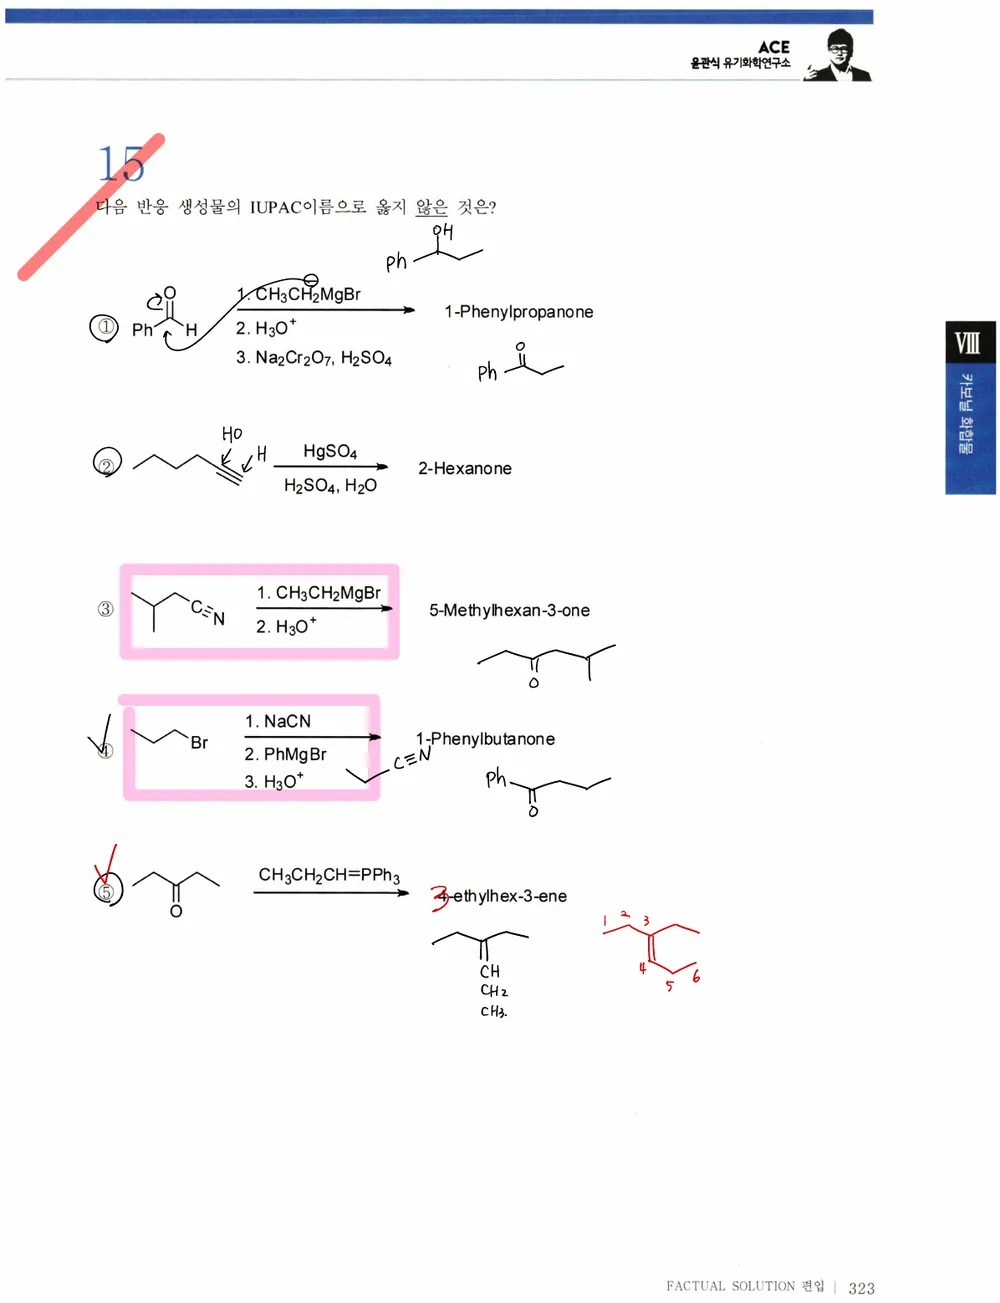 ACE
윤관식 유기화학연구소
15
다음 반응 생성물의 IUPAC이름으로 옳지 않은 것은?
OH
Ph
① Ph O H
1. CH3CH2MgBr
2. H3O+
3. Na2Cr2O7, H2SO4
1-Phenylpropanone
O
Ph
HO
H
②
HgSO4
H2SO4, H2O
2-Hexanone
③ C≡N
1. CH3CH2MgBr
2. H3O+
5-Methylhexan-3-one
O
④ Br
1. NaCN
2. PhMgBr
3. H3O+
1-Phenylbutanone
C≡N
Ph
O
⑤ O
CH3CH2CH=PPh3
4-ethylhex-3-ene
3
CH
CH2
CH3.
1 2 3
4 5 6
VIII
카보닐 화합물
FACTUAL SOLUTION 편입 | 323